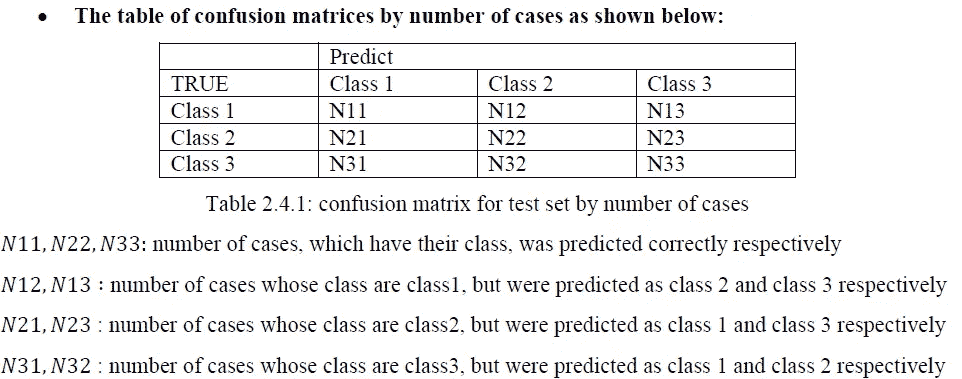 • The table of confusion matrices by number of cases as shown below:
Predict
TRUE Class 1 Class 2 Class 3
Class 1 N11 N12 N13
Class 2 N21 N22 N23
Class 3 N31 N32 N33
Table 2.4.1: confusion matrix for test set by number of cases
N11, N22, N33: number of cases, which have their class, was predicted correctly respectively
N12, N13 : number of cases whose class are class1, but were predicted as class 2 and class 3 respectively
N21, N23 : number of cases whose class are class2, but were predicted as class 1 and class 3 respectively
N31, N32 : number of cases whose class are class3, but were predicted as class 1 and class 2 respectively